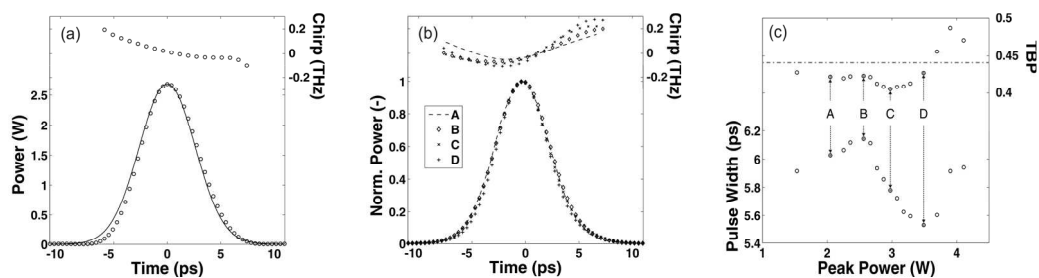 (a)
0.2
0
-0.2
Chirp (THz)
2.5
2
1.5
1
0.5
0
Power (W)
-10 -5 0 5 10
Time (ps)
(b)
0.2
0
-0.2
Chirp (THz)
1
0.8
0.6
0.4
0.2
0
Norm. Power (-)
A
B
C
D
-10 -5 0 5 10
Time (ps)
(c)
0.5
0.45
0.4
TBP
A B C D
6.2
6
5.8
5.6
5.4
Pulse Width (ps)
1 2 3 4
Peak Power (W)